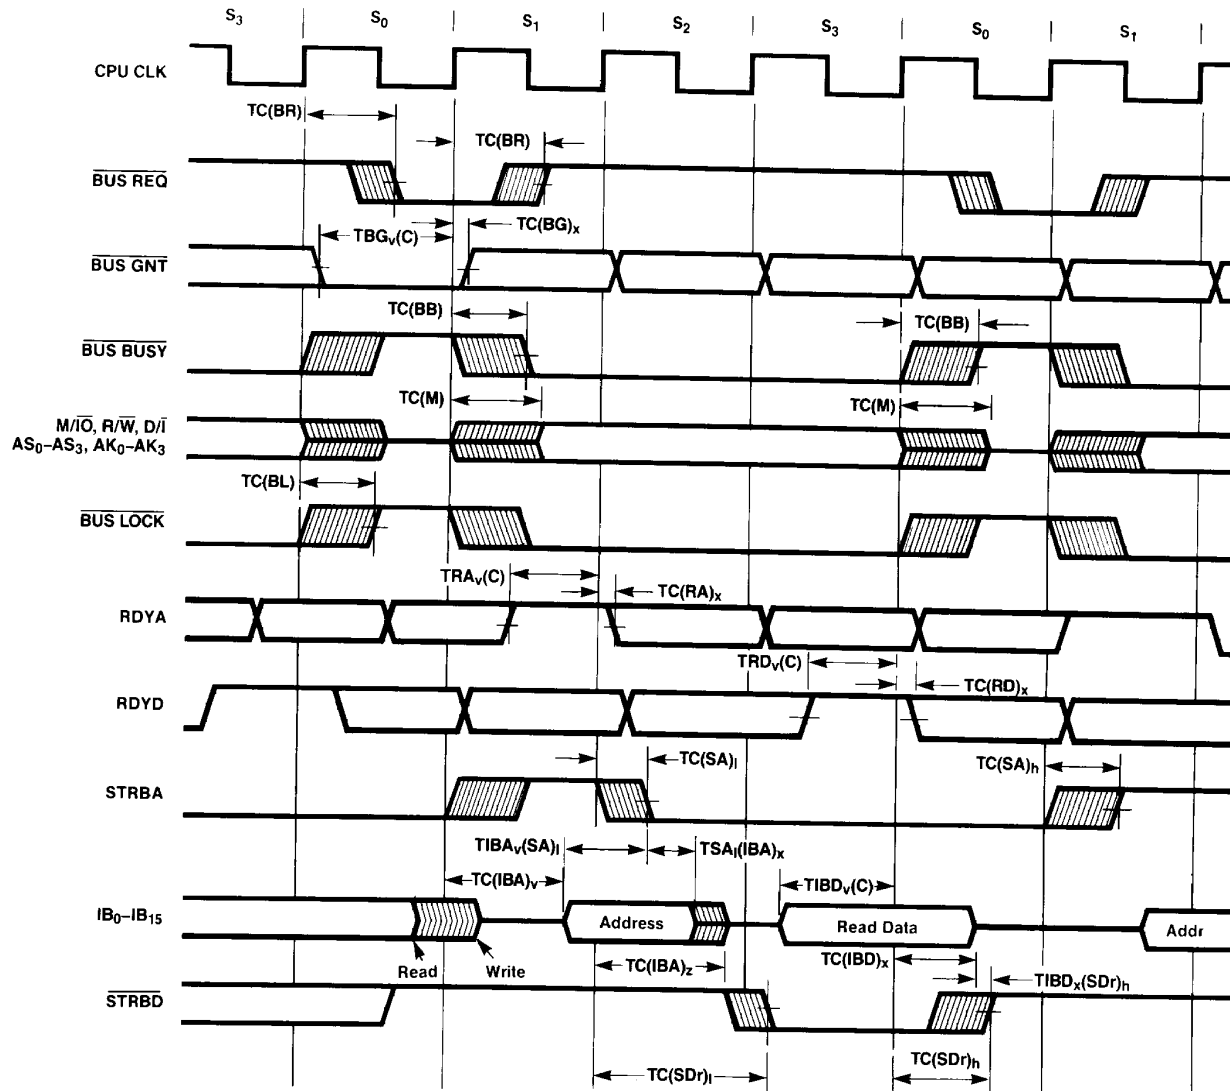 S3 S0 S1 S2 S3 S0 S1
CPU CLK
TC(BR)
TC(BR)
BUS REQ
TC(BG)x
TBGv(C)
BUS GNT
TC(BB) TC(BB)
BUS BUSY
TC(M) TC(M)
M/IO, R/W, D/I
AS0–AS3, AK0–AK3
TC(BL)
BUS LOCK
TRAv(C)
TC(RA)x
RDYA
TRDv(C)
TC(RD)x
RDYD
TC(SA)l TC(SA)h
STRBA
TIBAv(SA)l TSAl(IBA)x
TC(IBA)v TIBDv(C)
IB0–IB15 Address Read Data Addr
TC(IBD)x
Read Write TC(IBA)z
TIBDx(SDr)h
STRBD
TC(SDr)l TC(SDr)h